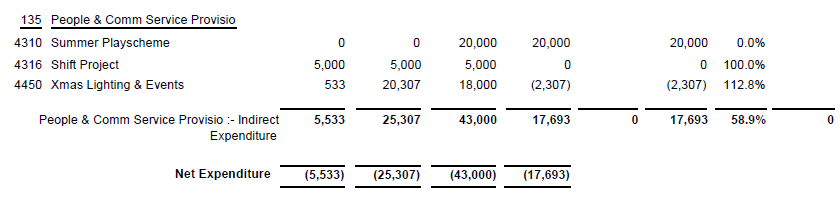 135 People & Comm Service Provisio
4310 Summer Playscheme 0 0 20,000 20,000 20,000 0.0%
4316 Shift Project 5,000 5,000 5,000 0 0 100.0%
4450 Xmas Lighting & Events 533 20,307 18,000 (2,307) (2,307) 112.8%
People & Comm Service Provisio :- Indirect 5,533 25,307 43,000 17,693 0 17,693 58.9% 0
Expenditure
Net Expenditure (5,533) (25,307) (43,000) (17,693)